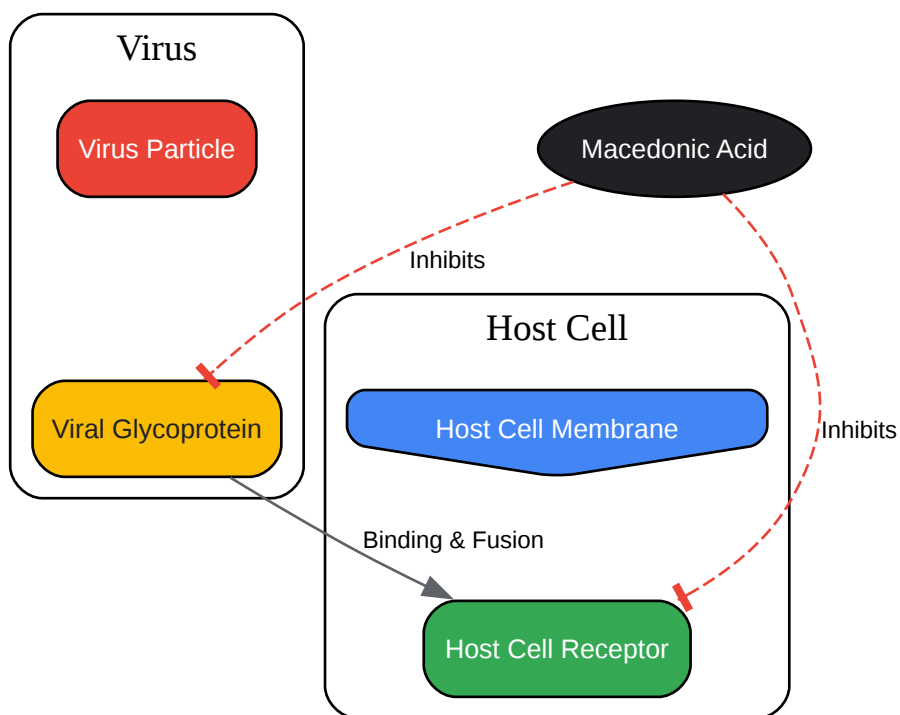 Virus
Virus Particle
Macedonic Acid
Inhibits
Host Cell
Viral Glycoprotein
Host Cell Membrane
Inhibits
Binding & Fusion
Host Cell Receptor